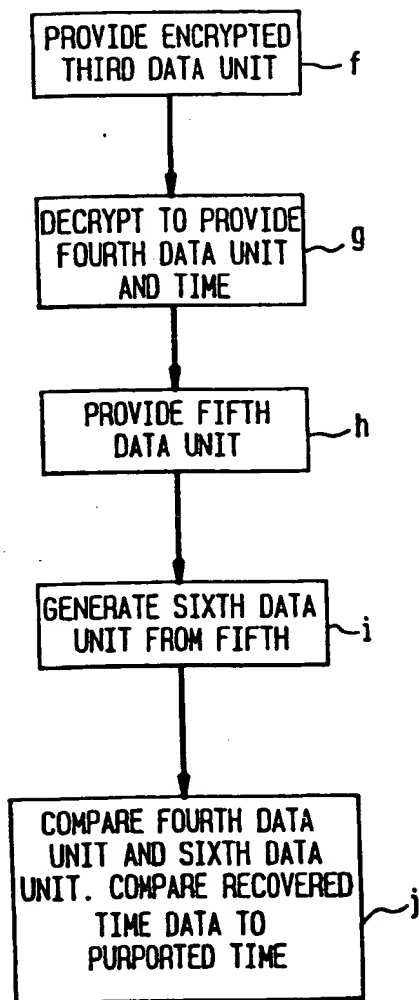 PROVIDE ENCRYPTED
THIRD DATA UNIT
f
DECRYPT TO PROVIDE
FOURTH DATA UNIT
AND TIME
g
PROVIDE FIFTH
DATA UNIT
h
GENERATE SIXTH DATA
UNIT FROM FIFTH
i
COMPARE FOURTH DATA
UNIT AND SIXTH DATA
UNIT. COMPARE RECOVERED
TIME DATA TO
PURPORTED TIME
j